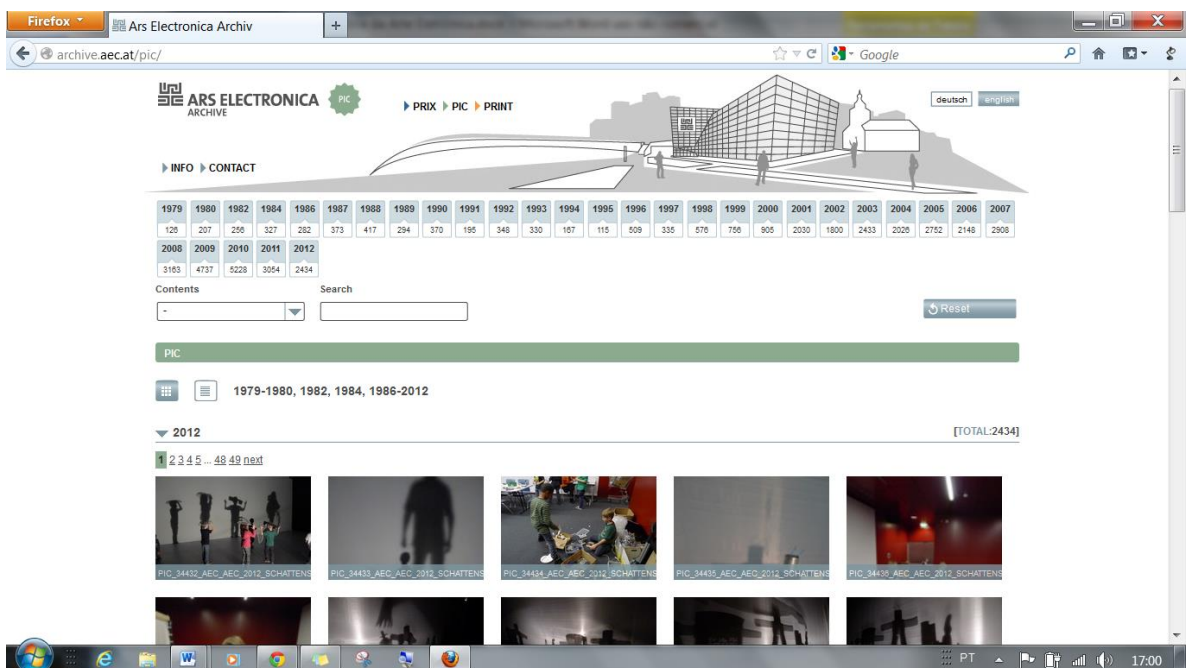 Firefox
Ars Electronica Archiv
+
archive.aec.at/pic/
Google
ARS ELECTRONICA
ARCHIVE
PIC
PRIX PIC PRINT
deutsch english
INFO CONTACT
1979 1980 1982 1984 1986 1987 1988 1989 1990 1991 1992 1993 1994 1995 1996 1997 1998 1999 2000 2001 2002 2003 2004 2005 2006 2007
126 207 256 327 282 373 417 294 370 195 348 330 167 115 509 335 576 756 905 2030 1800 2433 2026 2752 2148 2908
2008 2009 2010 2011 2012
3163 4737 5228 3054 2434
Contents Search
-
Reset
PIC
1979-1980, 1982, 1984, 1986-2012
2012 [TOTAL:2434]
1 2 3 4 5 ... 48 49 next
PIC_34432_AEC_AEC_2012_SCHATTENS
PIC_34433_AEC_AEC_2012_SCHATTENS
PIC_34434_AEC_AEC_2012_SCHATTENS
PIC_34435_AEC_AEC_2012_SCHATTENS
PIC_34436_AEC_AEC_2012_SCHATTENS
PT 17:00